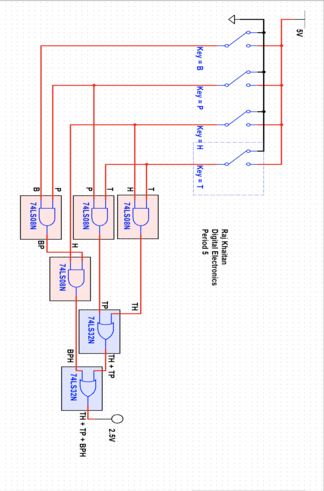 5V
Key = B
Key = P
Key = H
Key = T
Raj Khaitan
Digital Electronics
Period 5
T
H
74LS08N
TH
T
P
74LS08N
TP
P
B
74LS08N
BP
H
74LS08N
BPH
74LS32N
TH + TP
74LS32N
TH + TP + BPH
2.5V